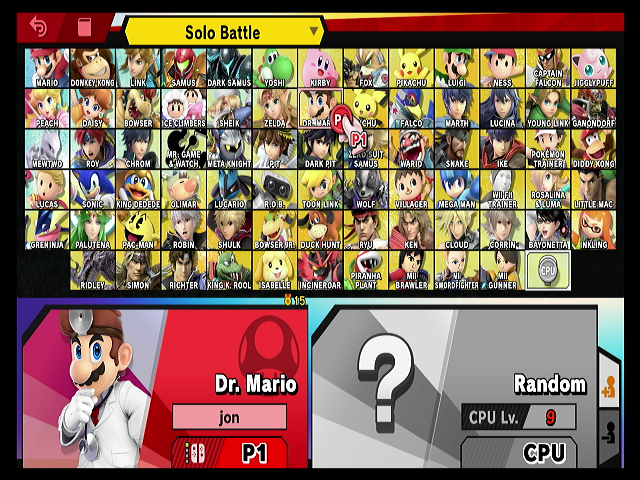 Solo Battle
MARIO DONKEY KONG LINK SAMUS DARK SAMUS YOSHI KIRBY FOX PIKACHU LUIGI NESS CAPTAIN FALCON JIGGLYPUFF
PEACH DAISY BOWSER ICE CLIMBERS SHEIK ZELDA DR. MARIO CHU FALCO MARTH LUCINA YOUNG LINK GANONDORF
P1
MEWTWO ROY CHROM MR. GAME & WATCH META KNIGHT PIT DARK PIT SUIT SAMUS WARIO SNAKE IKE POKÉMON TRAINER DIDDY KONG
LUCAS SONIC KING DEDEDE OLIMAR LUCARIO R.O.B. TOON LINK WOLF VILLAGER MEGA MAN WII FIT TRAINER ROSALINA & LUMA LITTLE MAC
GRENINJA PALUTENA PAC-MAN ROBIN SHULK BOWSER JR. DUCK HUNT RYU KEN CLOUD CORRIN BAYONETTA INKLING
RIDLEY SIMON RICHTER KING K. ROOL ISABELLE INCINEROAR PIRANHA PLANT MII BRAWLER MII SWORDFIGHTER MII GUNNER CPU
15
Dr. Mario
jon
P1
?
Random
CPU Lv. 9
CPU